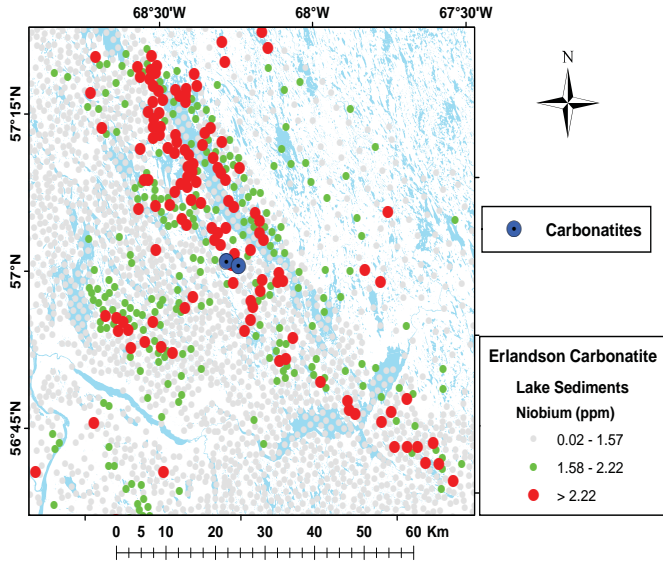 68°30'W 68°W 67°30'W
N
57°15'N
Carbonatites
57°N
Erlandson Carbonatite
Lake Sediments
Niobium (ppm)
0.02 - 1.57
1.58 - 2.22
> 2.22
56°45'N
0 5 10 20 30 40 50 60 Km